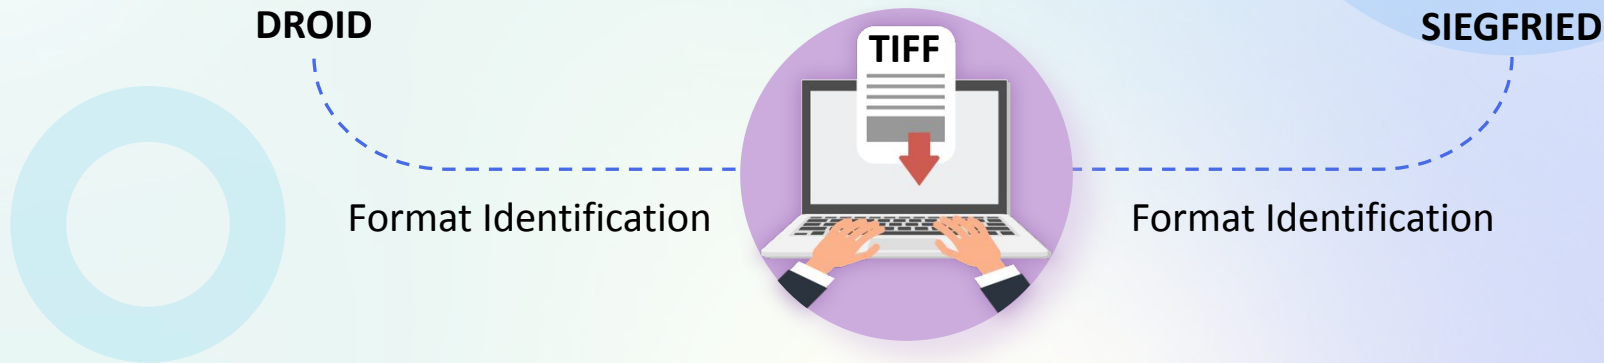 DROID
TIFF
SIEGFRIED
Format Identification
Format Identification